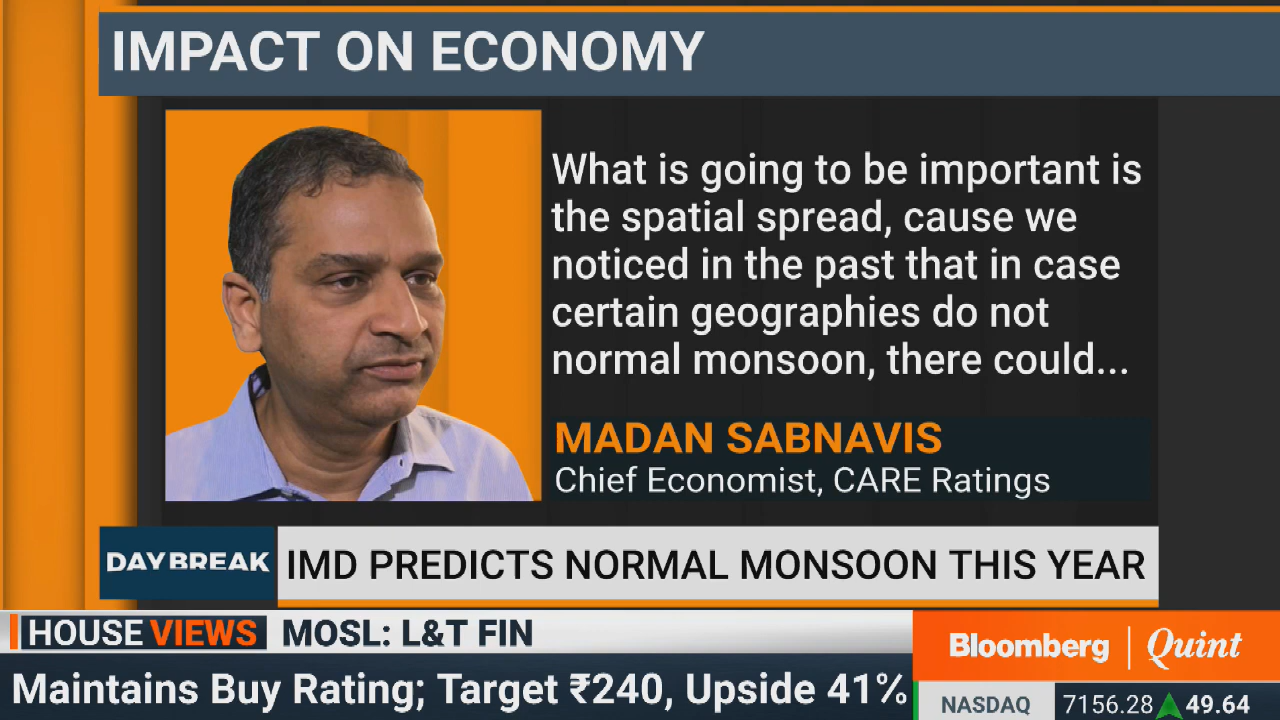 IMPACT ON ECONOMY
What is going to be important is
the spatial spread, cause we
noticed in the past that in case
certain geographies do not
normal monsoon, there could...
MADAN SABNAVIS
Chief Economist, CARE Ratings
DAYBREAK IMD PREDICTS NORMAL MONSOON THIS YEAR
HOUSE VIEWS MOSL: L&T FIN
Maintains Buy Rating; Target ₹240, Upside 41%
Bloomberg | Quint
NASDAQ 7156.28 ▲ 49.64